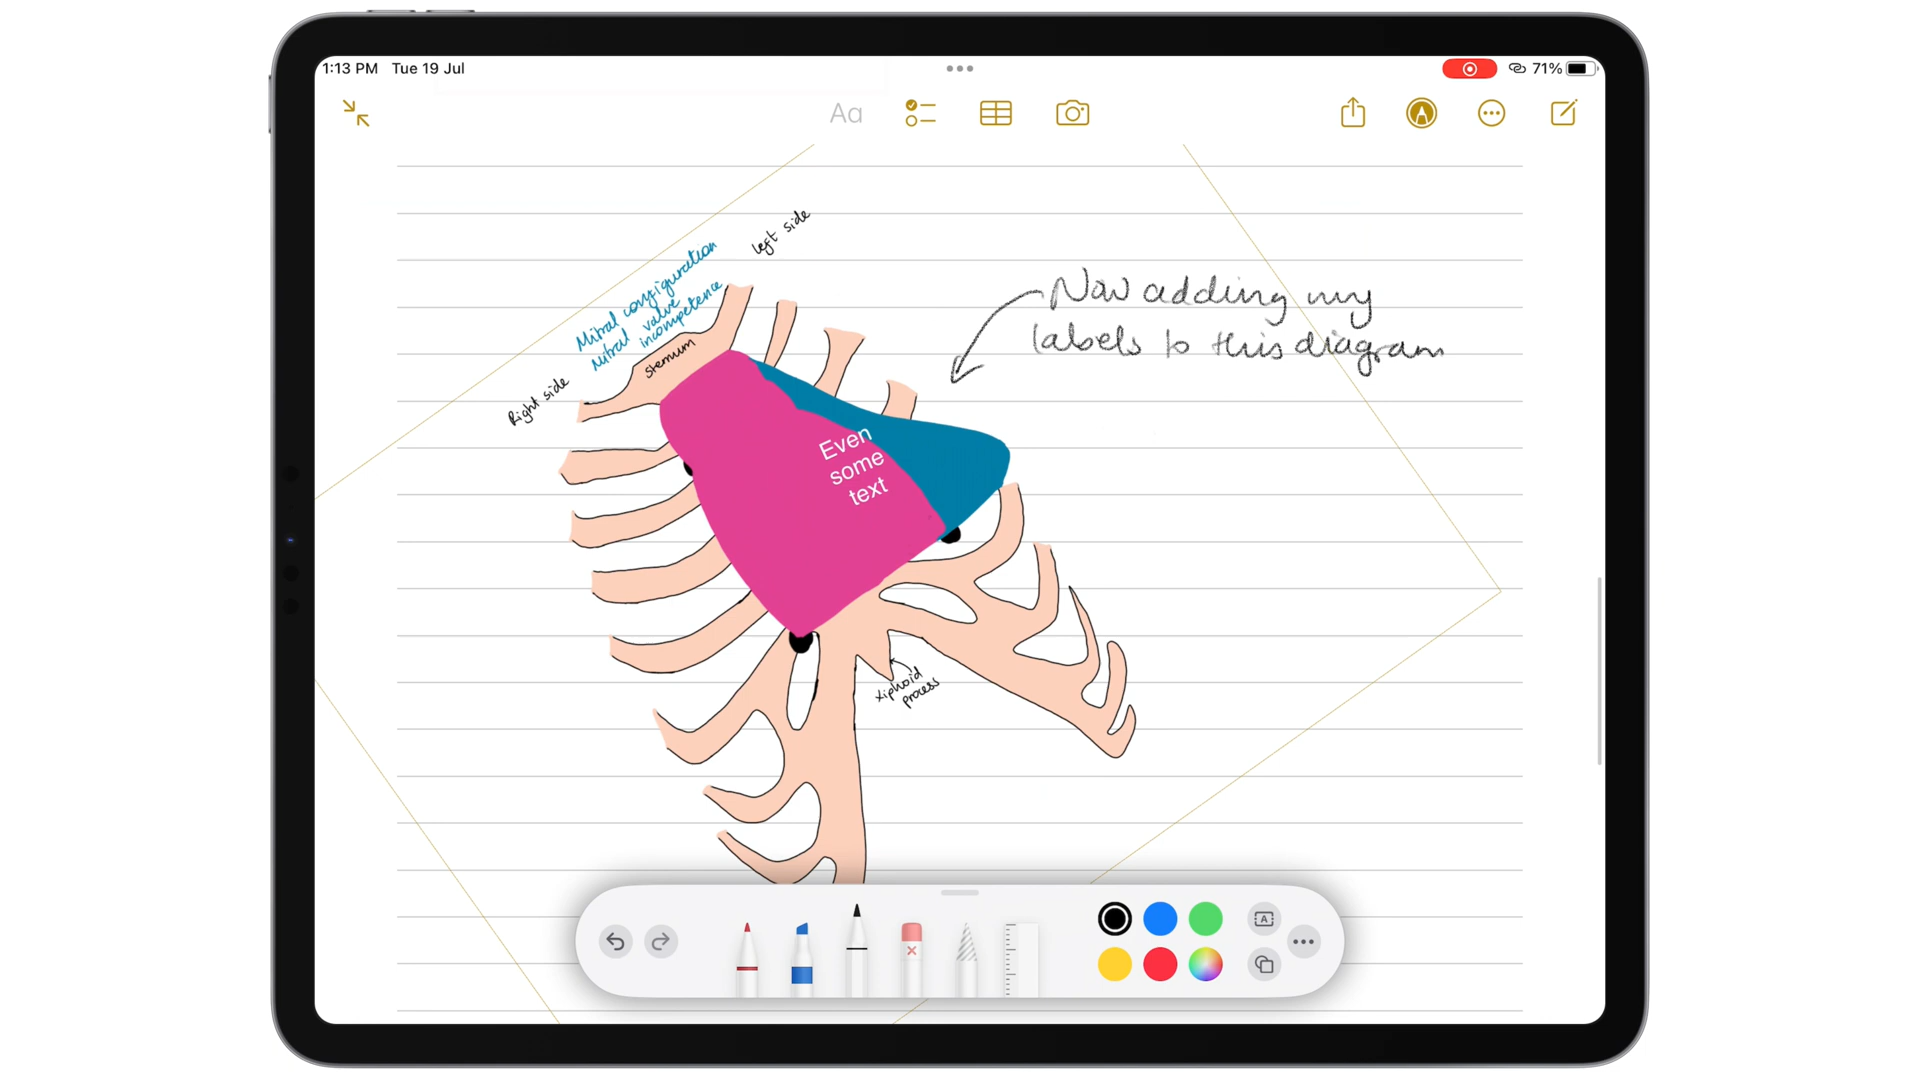 1:13 PM Tue 19 Jul
71%
Aa
left side
Mitral configuration
Mitral valve
incompetence
sternum
Right side
Now adding my
labels to this diagram
Even
some
text
xiphoid
process
A